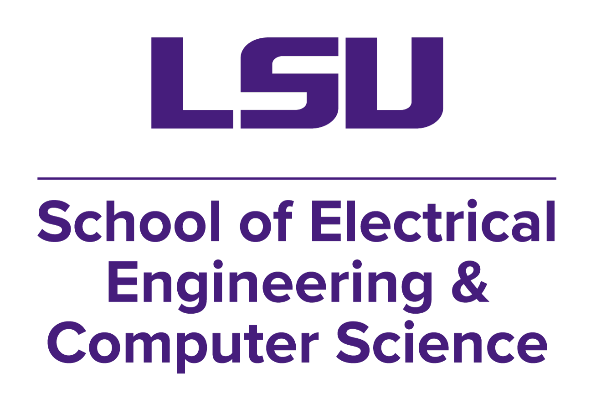 LSU
School of Electrical
Engineering &
Computer Science